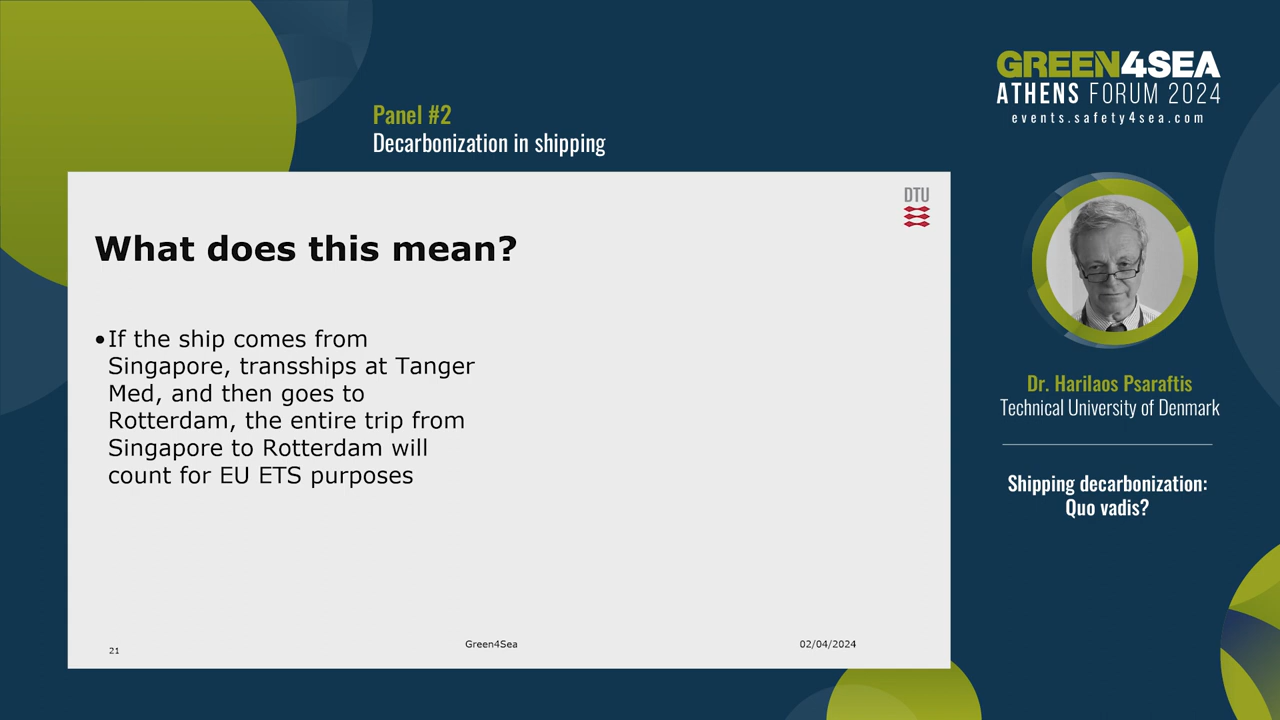 GREEN4SEA
ATHENS FORUM 2024
events.safety4sea.com
Panel #2
Decarbonization in shipping
DTU
What does this mean?
•If the ship comes from
Singapore, transships at Tanger
Med, and then goes to
Rotterdam, the entire trip from
Singapore to Rotterdam will
count for EU ETS purposes
21
Green4Sea
02/04/2024
Dr. Harilaos Psaraftis
Technical University of Denmark
Shipping decarbonization:
Quo vadis?